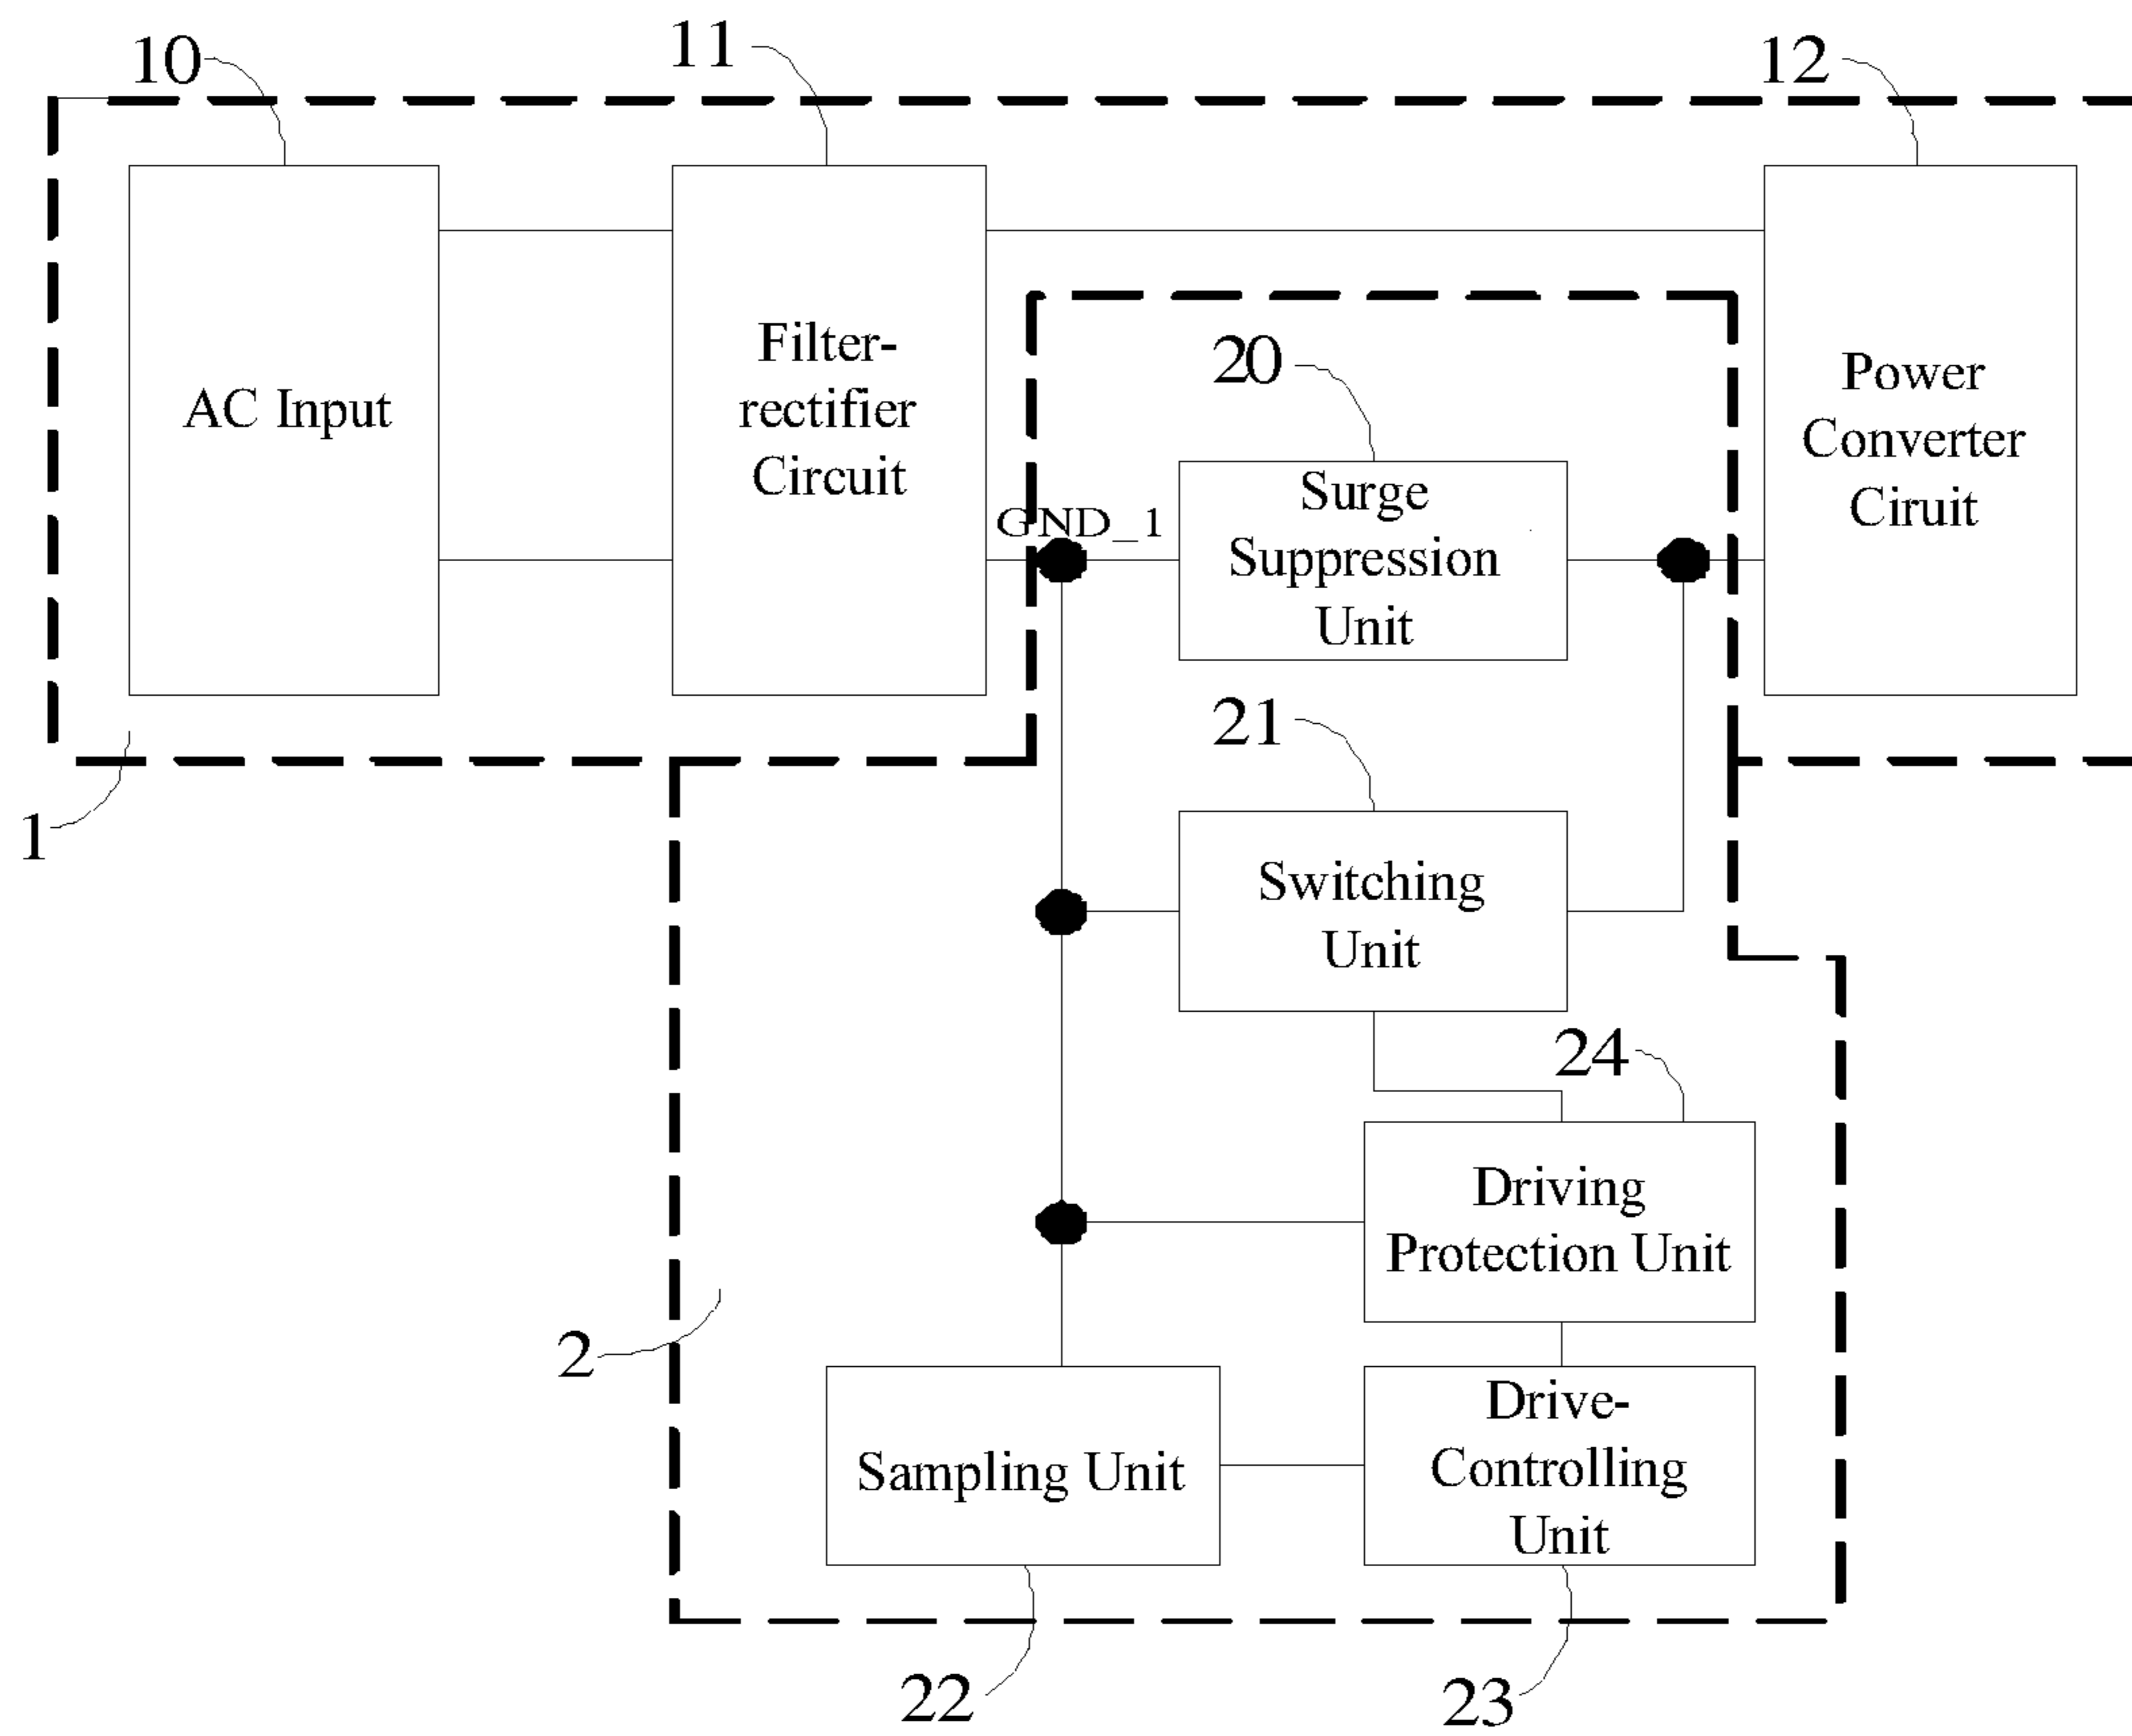 10
11
12
AC Input
Filter-
rectifier
Circuit
Power
Converter
Ciruit
20
Surge
Suppression
Unit
GND_1
21
Switching
Unit
1
24
Driving
Protection Unit
2
Sampling Unit
Drive-
Controlling
Unit
22
23